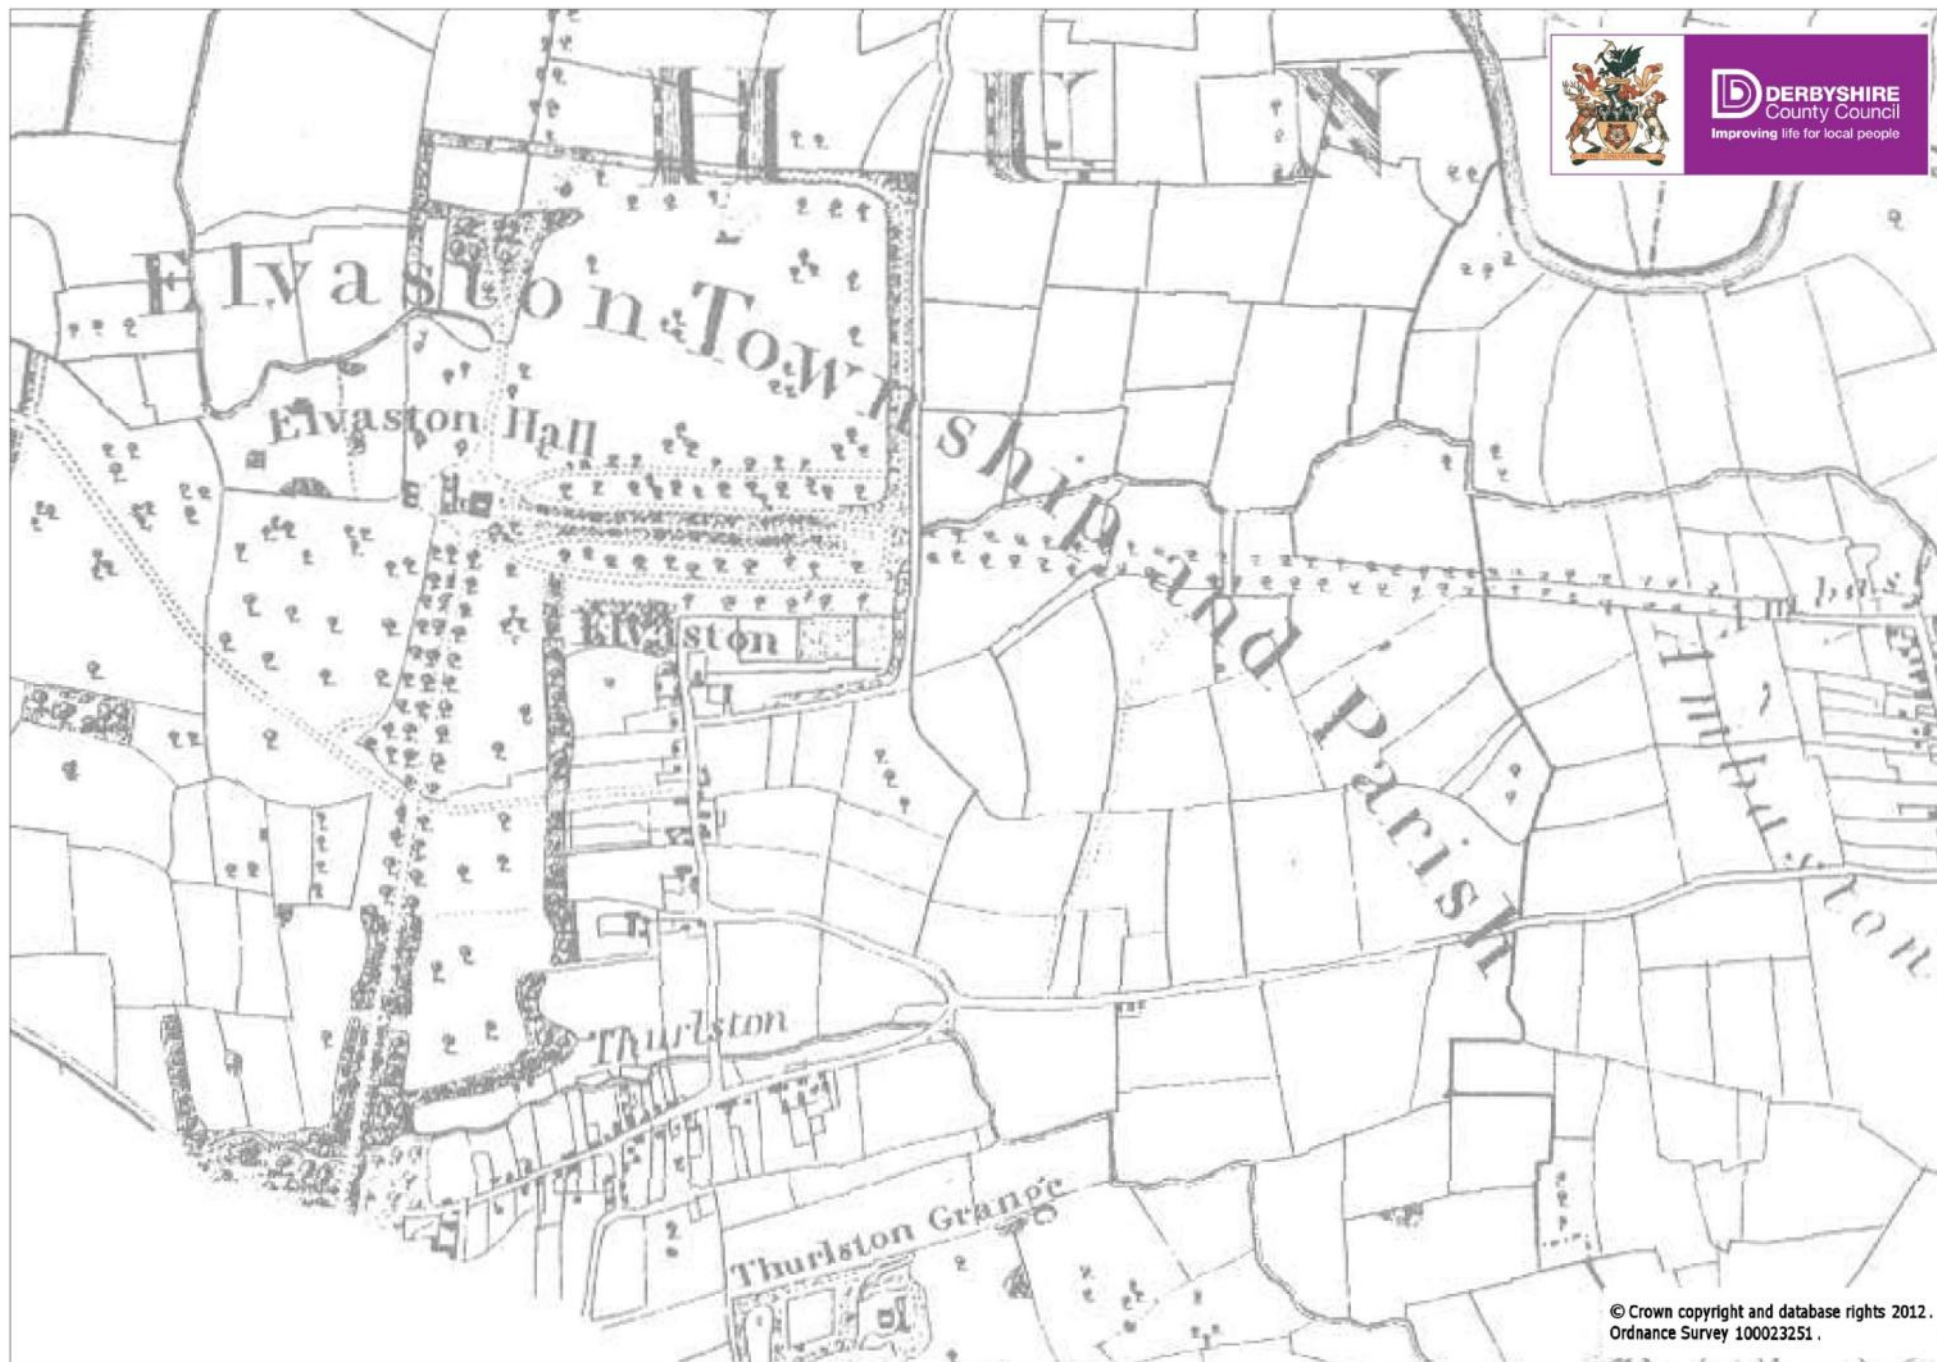 DERBYSHIRE
County Council
Improving life for local people
Elvaston Township and Parish
Elvaston Hall
Elvaston
Thurlston
Thurlston Grange
© Crown copyright and database rights 2012.
Ordnance Survey 100023251.